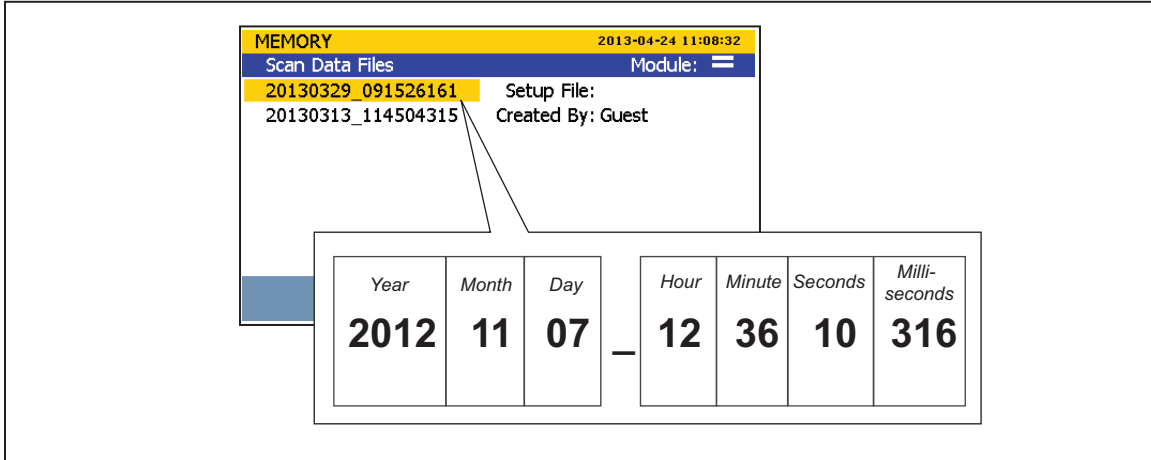 MEMORY 2013-04-24 11:08:32
Scan Data Files Module:
20130329_091526161 Setup File:
20130313_114504315 Created By: Guest
Year Month Day Hour Minute Seconds Milli-
seconds
2012 11 07 _ 12 36 10 316